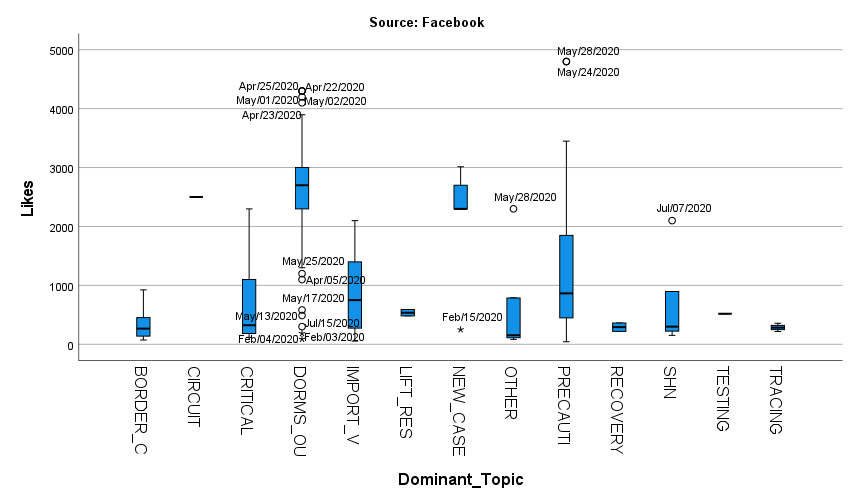 Source: Facebook
Likes
5000
4000
3000
2000
1000
0
May/28/2020
May/24/2020
Apr/25/2020 Apr/22/2020
May/01/2020 May/02/2020
Apr/23/2020
May/28/2020
Jul/07/2020
May/25/2020
Apr/05/2020
May/17/2020
May/13/2020
Jul/15/2020
Feb/04/2020 Feb/03/2020
Feb/15/2020
BORDER_C
CIRCUIT
CRITICAL
DORMS_OU
IMPORT_V
LIFT_RES
NEW_CASE
OTHER
PRECAUTI
RECOVERY
SHN
TESTING
TRACING
Dominant_Topic